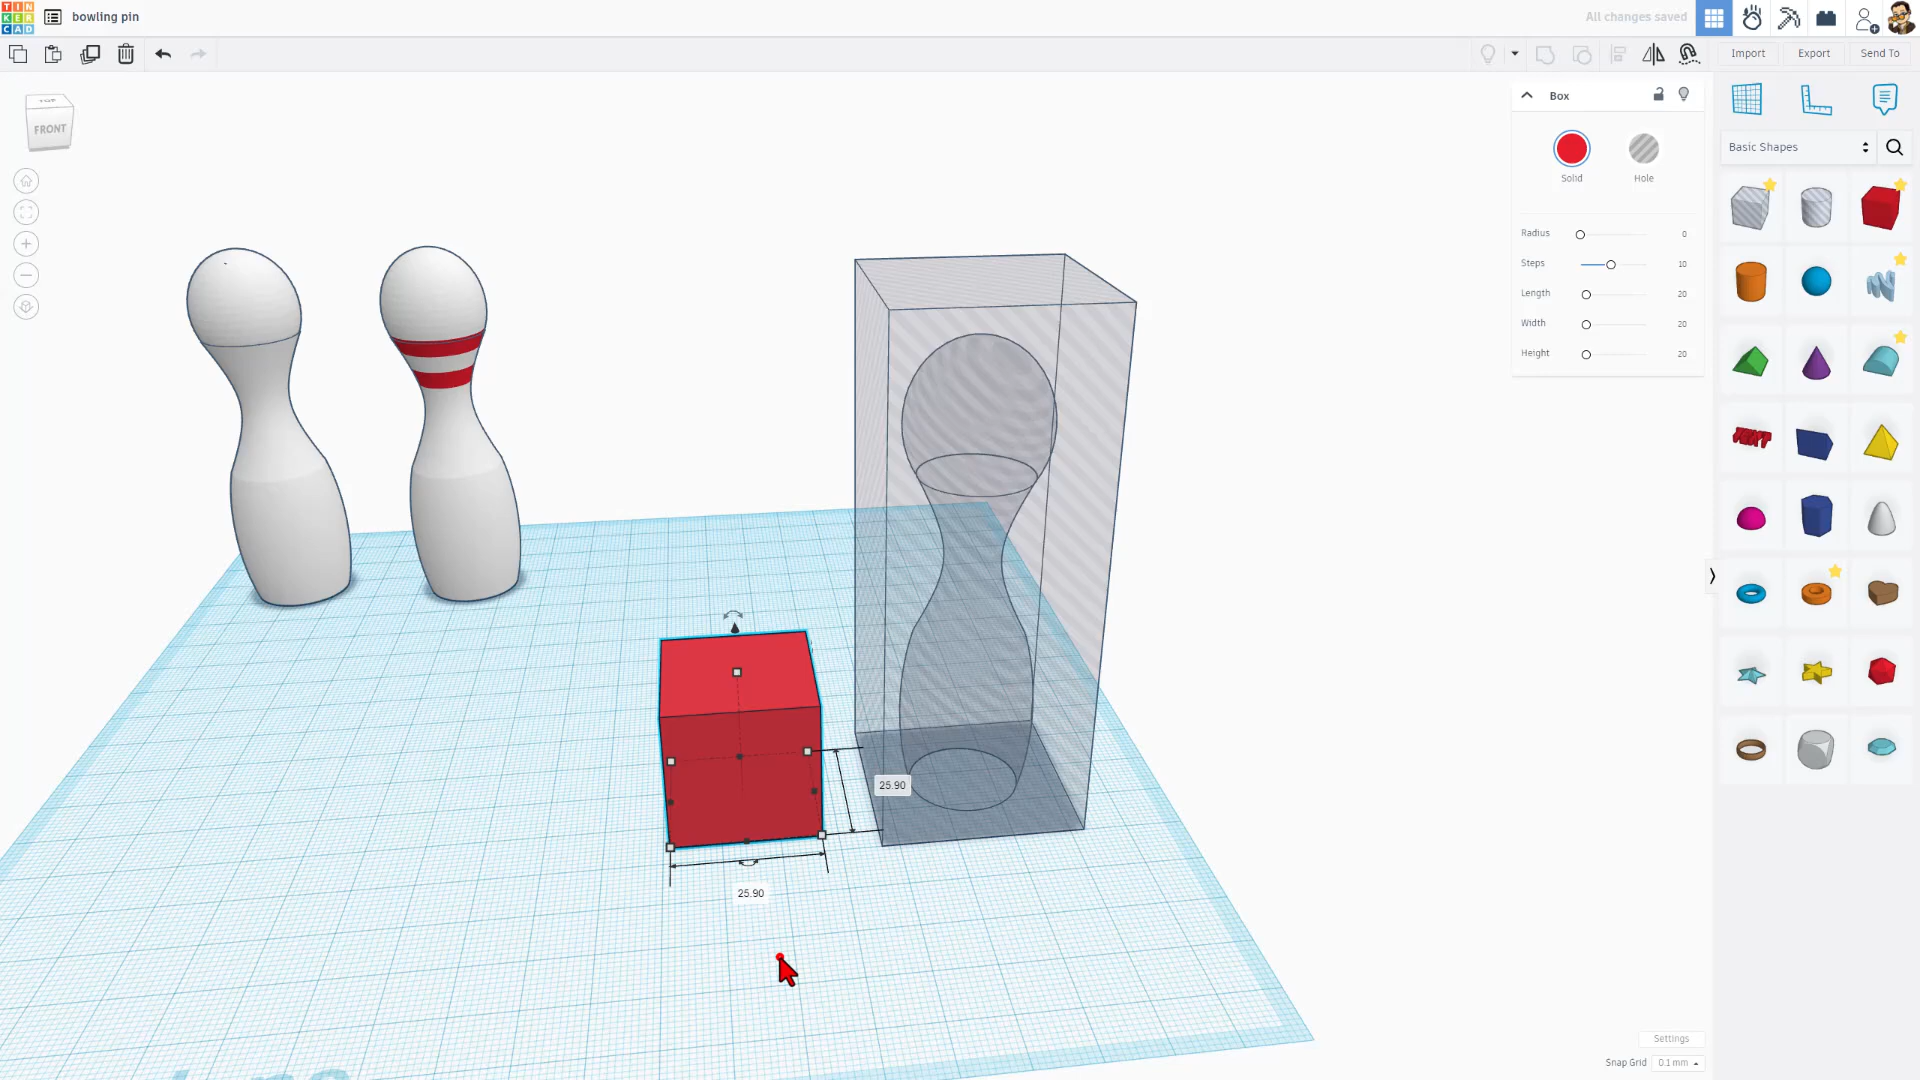 TIN
KER
CAD
bowling pin
All changes saved
Import
Export
Send To
TOP
FRONT
Box
Solid
Hole
Radius
0
Steps
10
Length
20
Width
20
Height
20
Basic Shapes
TEXT
25.90
25.90
Settings
Snap Grid
0.1 mm